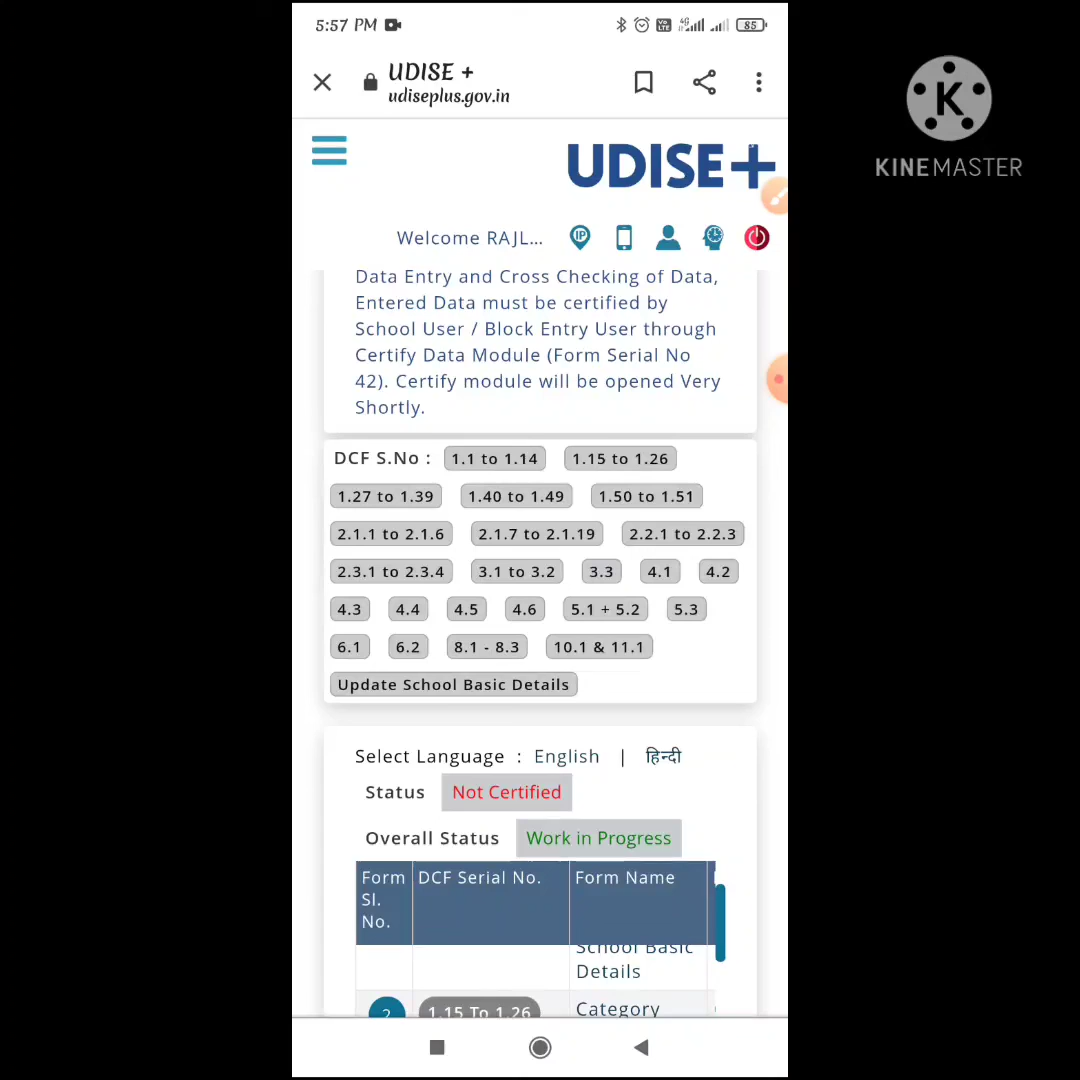 5:57 PM 4G Vo LTE 85
UDISE +
udiseplus.gov.in
K
KINEMASTER
UDISE+
Welcome RAJL... IP
Data Entry and Cross Checking of Data,
Entered Data must be certified by
School User / Block Entry User through
Certify Data Module (Form Serial No
42). Certify module will be opened Very
Shortly.
DCF S.No : 1.1 to 1.14 1.15 to 1.26
1.27 to 1.39 1.40 to 1.49 1.50 to 1.51
2.1.1 to 2.1.6 2.1.7 to 2.1.19 2.2.1 to 2.2.3
2.3.1 to 2.3.4 3.1 to 3.2 3.3 4.1 4.2
4.3 4.4 4.5 4.6 5.1 + 5.2 5.3
6.1 6.2 8.1 - 8.3 10.1 & 11.1
Update School Basic Details
Select Language : English | हिन्दी
Status Not Certified
Overall Status Work in Progress
Form Sl. No. DCF Serial No. Form Name
School Basic
Details
2 1.15 To 1.26 Category